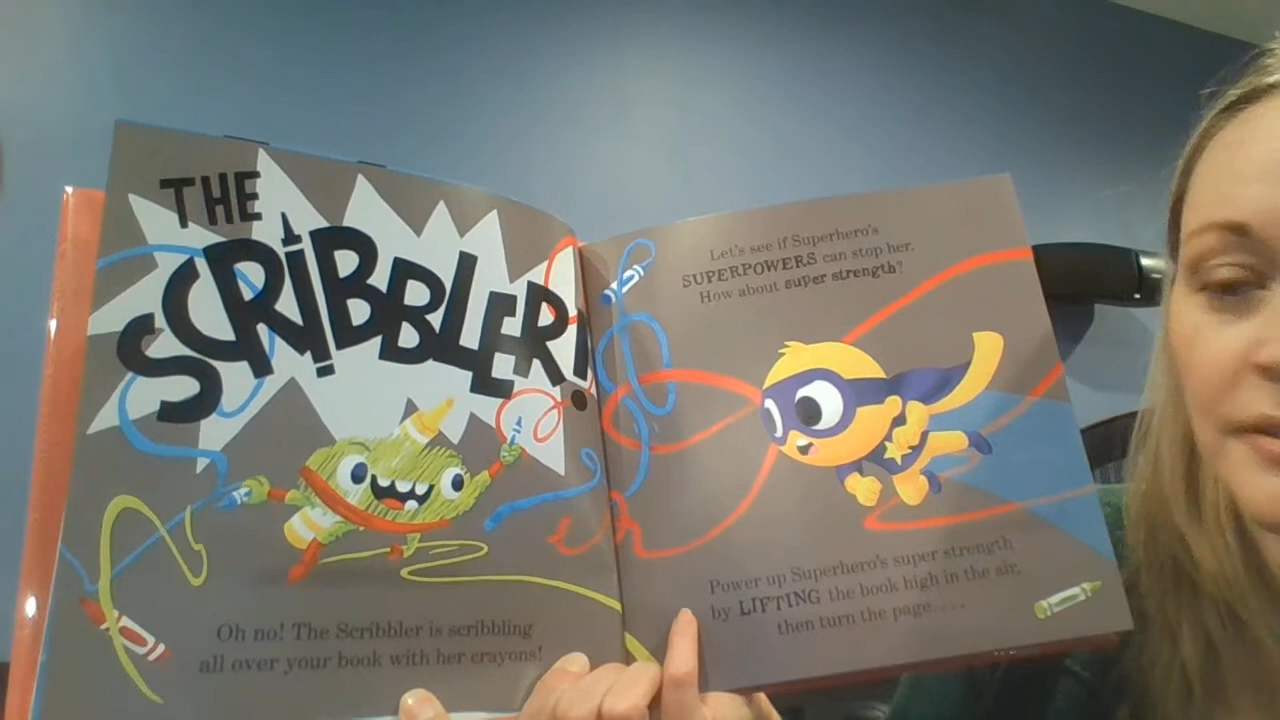 THE
SCRIBBLER!
Oh no! The Scribbler is scribbling
all over your book with her crayons!
Let's see if Superhero's
SUPERPOWERS can stop her.
How about super strength?
Power up Superhero's super strength
by LIFTING the book high in the air,
then turn the page....